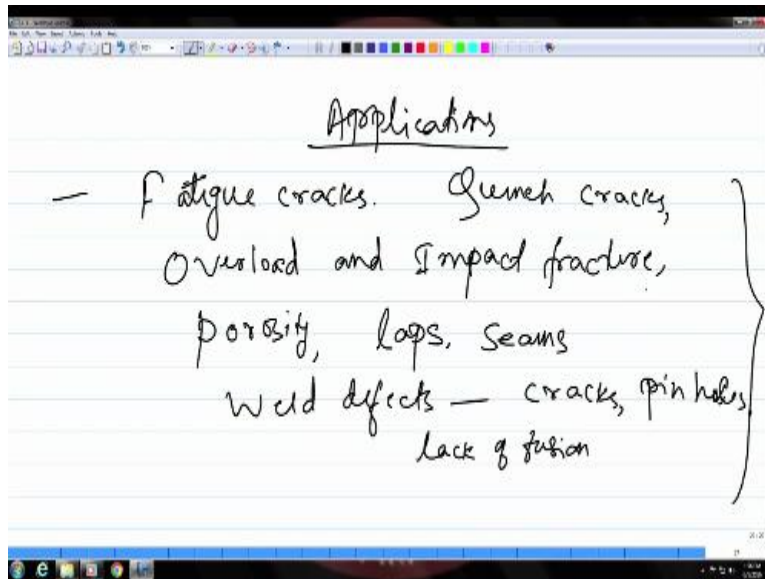 Applications
— Fatigue cracks. Quench cracks,
Overload and Impact fracture,
porosity, laps, seams
Weld defects — cracks, pin holes,
lack of fusion